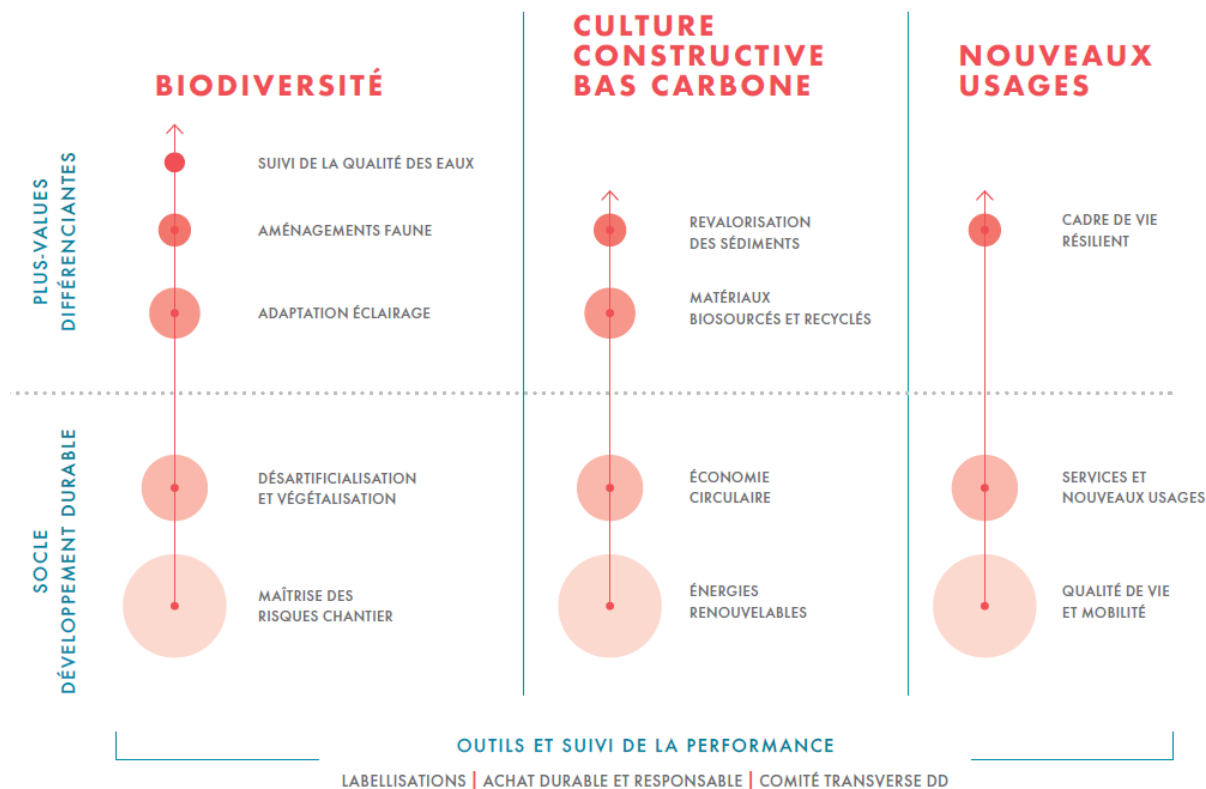 BIODIVERSITÉ
CULTURE
CONSTRUCTIVE
BAS CARBONE
NOUVEAUX
USAGES
PLUS-VALUES
DIFFÉRENCIANTES
SUIVI DE LA QUALITÉ DES EAUX
AMÉNAGEMENTS FAUNE
ADAPTATION ÉCLAIRAGE
REVALORISATION
DES SÉDIMENTS
MATÉRIAUX
BIOSOURCÉS ET RECYCLÉS
CADRE DE VIE
RÉSILIENT
SOCLE
DÉVELOPPEMENT DURABLE
DÉSARTIFICIALISATION
ET VÉGÉTALISATION
MAÎTRISE DES
RISQUES CHANTIER
ÉCONOMIE
CIRCULAIRE
ÉNERGIES
RENOUVELABLES
SERVICES ET
NOUVEAUX USAGES
QUALITÉ DE VIE
ET MOBILITÉ
OUTILS ET SUIVI DE LA PERFORMANCE
LABELLISATIONS | ACHAT DURABLE ET RESPONSABLE | COMITÉ TRANSVERSE DD